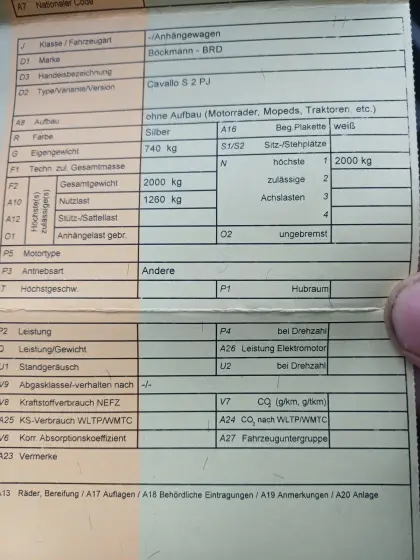 A7 Nationaler Code
J Klasse / Fahrzeugart -/Anhängewagen
D1 Marke Böckmann - BRD
D3 Handelsbezeichnung
D2 Type/Variante/Version Cavallo S 2 PJ
A8 Aufbau ohne Aufbau (Motorräder, Mopeds, Traktoren, etc.)
R Farbe Silber A16 Beg.Plakette weiß
G Eigengewicht 740 kg S1/S2 Sitz-/Stehplätze
F1 Techn. zul. Gesamtmasse N höchste 1 2000 kg
F2 Höchste(s) zulässige(s) Gesamtgewicht 2000 kg zulässige 2
A10 Nutzlast 1260 kg Achslasten 3
A12 Stütz-/Sattellast 4
O1 Anhängelast gebr. O2 ungebremst
P5 Motortype
P3 Antriebsart Andere
T Höchstgeschw. P1 Hubraum
P2 Leistung P4 bei Drehzahl
Q Leistung/Gewicht A26 Leistung Elektromotor
U1 Standgeräusch U2 bei Drehzahl
V9 Abgasklasse/-verhalten nach -/-
V8 Kraftstoffverbrauch NEFZ V7 CO₂ (g/km, g/tkm)
A25 KS-Verbrauch WLTP/WMTC A24 CO₂ nach WLTP/WMTC
V6 Korr. Absorptionskoeffizient A27 Fahrzeuguntergruppe
A23 Vermerke
A13 Räder, Bereifung / A17 Auflagen / A18 Behördliche Eintragungen / A19 Anmerkungen / A20 Anlage